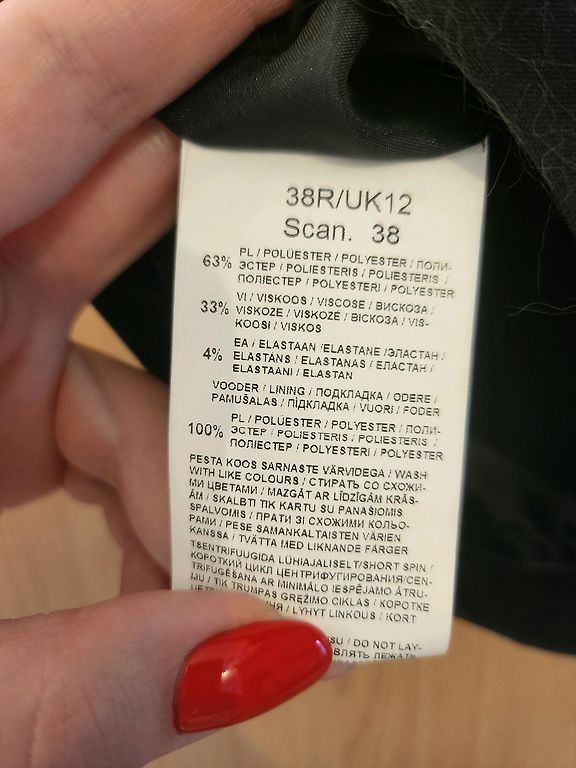 38R/UK12
Scan. 38
63% PL / POLÜESTER / POLYESTER / ПОЛИ-
ЭСТЕР / POLIESTERIS / POLIESTERIS /
ПОЛІЕСТЕР / POLYESTERI / POLYESTER
VI / VISKOOS / VISCOSE / ВИСКОЗА /
33% VISKOZE / VISKOZĖ / ВІСКОЗА / VIS-
KOOSI / VISKOS
EA / ELASTAAN / ELASTANE / ЭЛАСТАН /
4% ELASTĀNS / ELASTANAS / ЕЛАСТАН /
ELASTAANI / ELASTAN
VOODER / LINING / ПОДКЛАДКА / ODERE /
PAMUŠALAS / ПІДКЛАДКА / VUORI / FODER
PL / POLÜESTER / POLYESTER / ПОЛИ-
100% ЭСТЕР / POLIESTERIS / POLIESTERIS /
ПОЛІЕСТЕР / POLYESTERI / POLYESTER
PESTA KOOS SARNASTE VÄRVIDEGA / WASH
WITH LIKE COLOURS / СТИРАТЬ СО СХОЖИ-
МИ ЦВЕТАМИ / MAZGĀT AR LĪDZĪGĀM KRĀS-
ĀM / SKALBTI TIK KARTU SU PANAŠIOMIS
SPALVOMIS / ПРАТИ ЗІ СХОЖИМИ КОЛЬО-
РАМИ / PESE SAMANKALTAISTEN VÄRIEN
KANSSA / TVÄTTA MED LIKNANDE FÄRGER
TSENTRIFUUGIDA LÜHIAJALISELT/SHORT SPIN /
КОРОТКИЙ ЦИКЛ ЦЕНТРИФУГИРОВАНИЯ/CEN-
TRIFUGĒŠANA AR MINIMĀLO IESPĒJAMO ĀTRU-
MU / TIK TRUMPAS GRĘŽIMO CIKLAS / КОРОТКЕ
/ LYHYT LINKOUS / KORT
/ DO NOT LAY-
ВЛЯТЬ ЛЕЖАТЬ